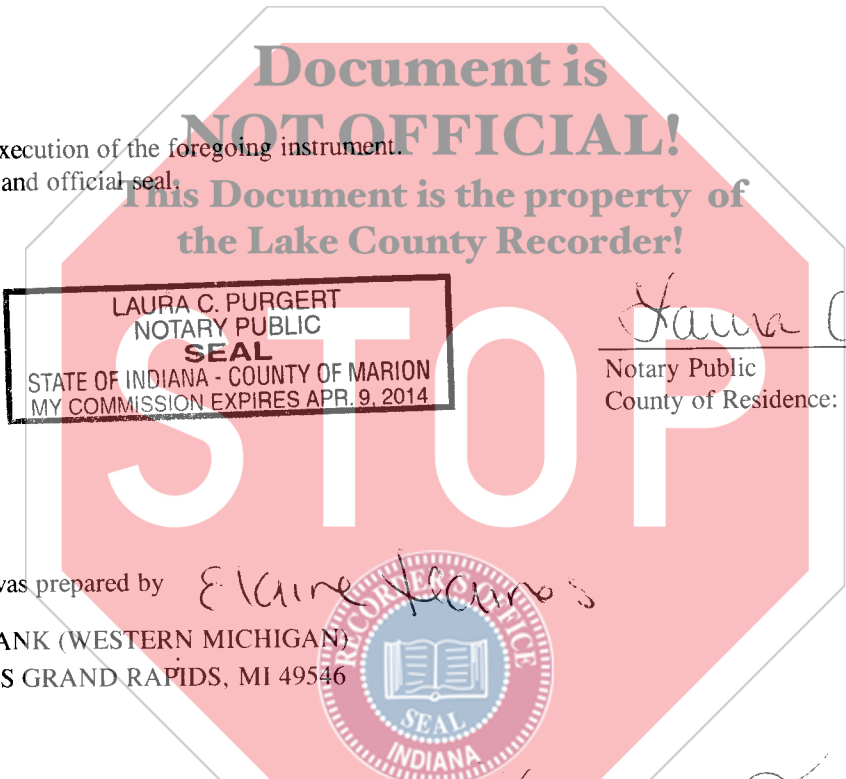 Document is
NOT OFFICIAL!
xecution of the foregoing instrument.
and official seal.
This Document is the property of
the Lake County Recorder!
LAURA C. PURGERT
NOTARY PUBLIC
SEAL
STATE OF INDIANA - COUNTY OF MARION
MY COMMISSION EXPIRES APR. 9, 2014
Laura C
Notary Public
County of Residence:
STOP
was prepared by Elaine
ANK (WESTERN MICHIGAN)
S GRAND RAPIDS, MI 49546
RECORDER'S OFFICE
SEAL
INDIANA